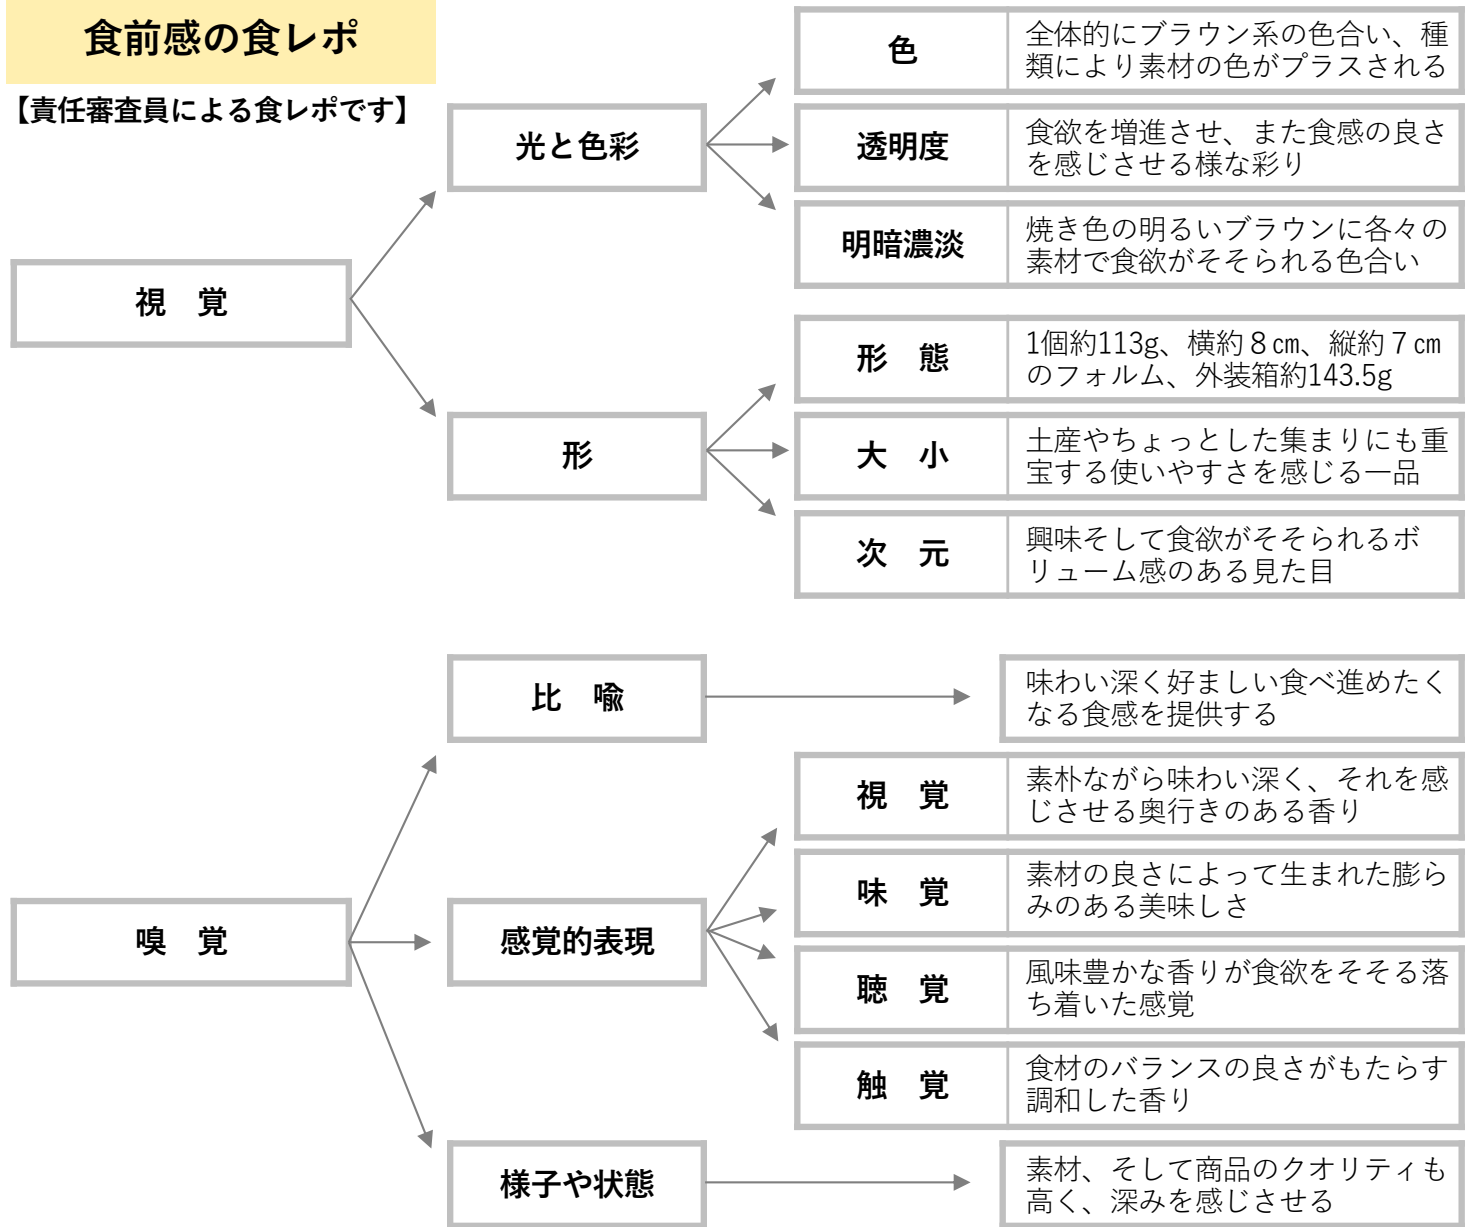 食前感の食レポ
【責任審査員による食レポです】
視　覚
光と色彩
色
全体的にブラウン系の色合い、種
類により素材の色がプラスされる
透明度
食欲を増進させ、また食感の良さ
を感じさせる様な彩り
明暗濃淡
焼き色の明るいブラウンに各々の
素材で食欲がそそられる色合い
形
形　態
1個約113g、横約８㎝、縦約７㎝
のフォルム、外装箱約143.5g
大　小
土産やちょっとした集まりにも重
宝する使いやすさを感じる一品
次　元
興味そして食欲がそそられるボ
リューム感のある見た目
嗅　覚
比　喩
味わい深く好ましい食べ進めたく
なる食感を提供する
感覚的表現
視　覚
素朴ながら味わい深く、それを感
じさせる奥行きのある香り
味　覚
素材の良さによって生まれた膨ら
みのある美味しさ
聴　覚
風味豊かな香りが食欲をそそる落
ち着いた感覚
触　覚
食材のバランスの良さがもたらす
調和した香り
様子や状態
素材、そして商品のクオリティも
高く、深みを感じさせる